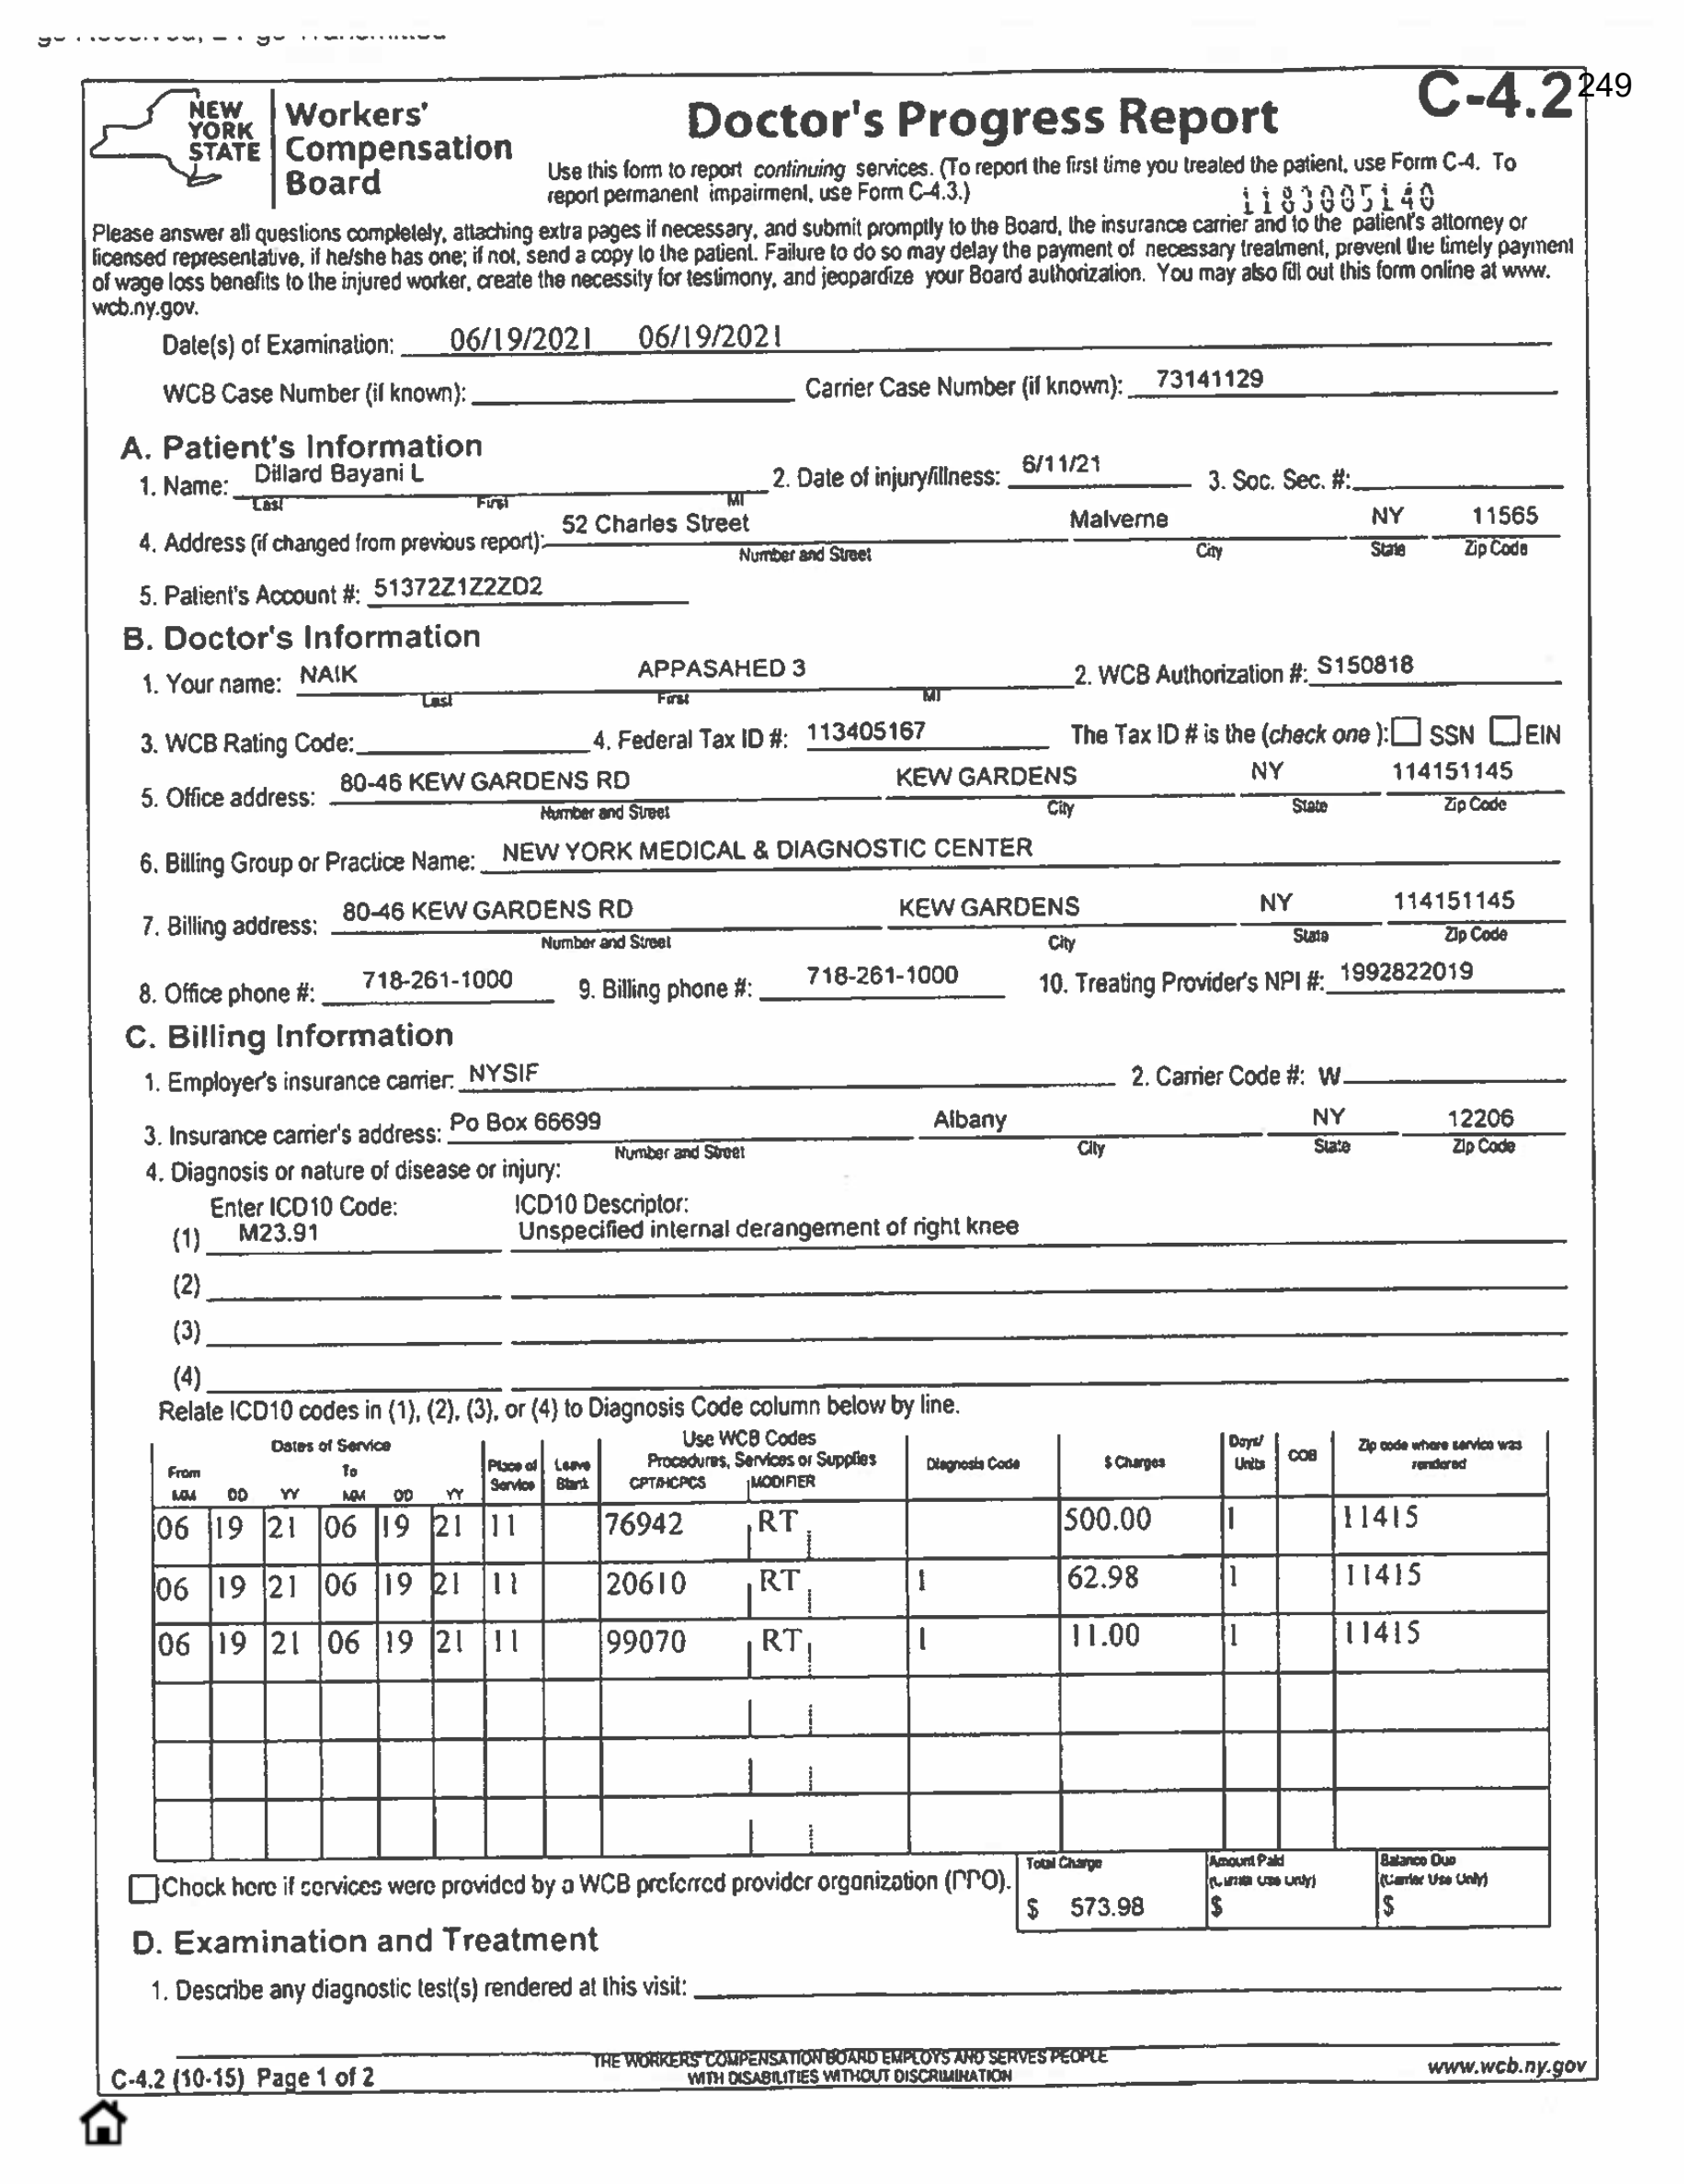 C-4.2
249
NEW YORK STATE
Workers' Compensation Board
Doctor's Progress Report
Use this form to report continuing services. (To report the first time you treated the patient, use Form C-4. To
report permanent impairment, use Form C-4.3.)
Please answer all questions completely, attaching extra pages if necessary, and submit promptly to the Board, the insurance carrier and to the patient's attorney or
licensed representative, if he/she has one; if not, send a copy to the patient. Failure to do so may delay the payment of necessary treatment, prevent the timely payment
of wage loss benefits to the injured worker, create the necessity for testimony, and jeopardize your Board authorization. You may also fill out this form online at www.
wcb.ny.gov.
Date(s) of Examination: 06/19/2021 06/19/2021
WCB Case Number (if known): Carrier Case Number (if known): 73141129
A. Patient's Information
1. Name: Dillard Bayani L 2. Date of injury/illness: 6/11/21 3. Soc. Sec. #:
Last First MI
4. Address (if changed from previous report): 52 Charles Street Malverne NY 11565
Number and Street City State Zip Code
5. Patient's Account #: 51372Z1Z2ZD2
B. Doctor's Information
1. Your name: NAIK APPASAHED 3 2. WCB Authorization #: S150818
Last First MI
3. WCB Rating Code: 4. Federal Tax ID #: 113405167 The Tax ID # is the (check one ): SSN EIN
5. Office address: 80-46 KEW GARDENS RD KEW GARDENS NY 114151145
Number and Street City State Zip Code
6. Billing Group or Practice Name: NEW YORK MEDICAL & DIAGNOSTIC CENTER
7. Billing address: 80-46 KEW GARDENS RD KEW GARDENS NY 114151145
Number and Street City State Zip Code
8. Office phone #: 718-261-1000 9. Billing phone #: 718-261-1000 10. Treating Provider's NPI #: 1992822019
C. Billing Information
1. Employer's insurance carrier: NYSIF 2. Carrier Code #: W
3. Insurance carrier's address: Po Box 66699 Albany NY 12206
Number and Street City State Zip Code
4. Diagnosis or nature of disease or injury:
Enter ICD10 Code: ICD10 Descriptor:
(1) M23.91 Unspecified internal derangement of right knee
(2)
(3)
(4)
Relate ICD10 codes in (1), (2), (3), or (4) to Diagnosis Code column below by line.
Dates of Service Use WCB Codes
From To Place of Service Leave Blank Procedures, Services or Supplies Diagnosis Code $ Charges Days/ Units COB Zip code where service was rendered
MM DD YY MM DD YY CPT/HCPCS MODIFIER
06 19 21 06 19 21 11 76942 RT 500.00 1 11415
06 19 21 06 19 21 11 20610 RT 1 62.98 1 11415
06 19 21 06 19 21 11 99070 RT 1 11.00 1 11415
Check here if services were provided by a WCB preferred provider organization (PPO).
Total Charge Amount Paid (Carrier Use Only) Balance Due (Carrier Use Only)
$ 573.98 $ $
D. Examination and Treatment
1. Describe any diagnostic test(s) rendered at this visit:
C-4.2 (10-15) Page 1 of 2
THE WORKERS' COMPENSATION BOARD EMPLOYS AND SERVES PEOPLE
WITH DISABILITIES WITHOUT DISCRIMINATION
www.wcb.ny.gov